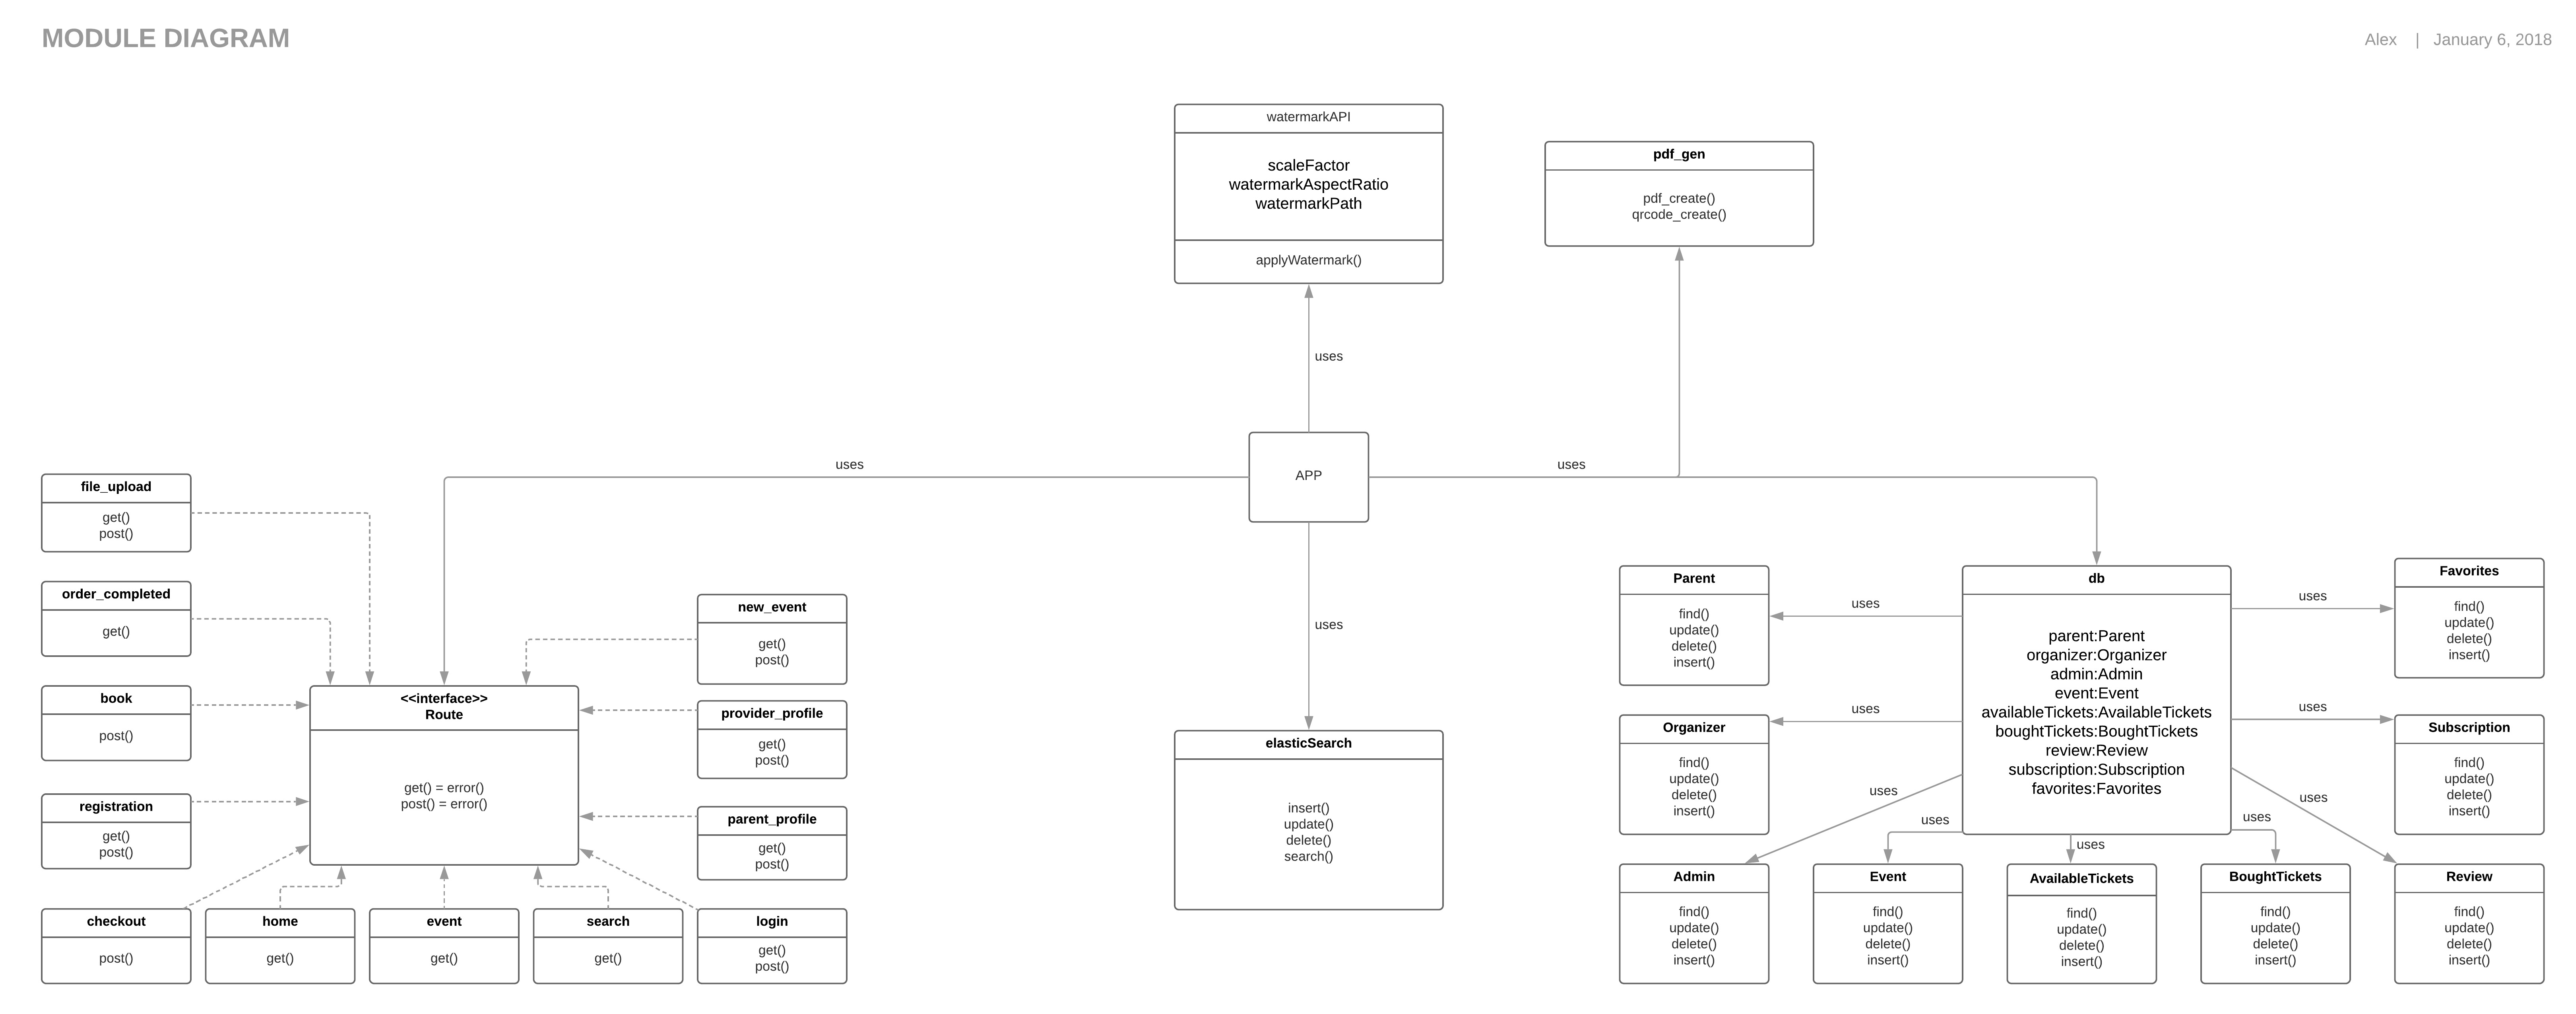 MODULE DIAGRAM
Alex | January 6, 2018
watermarkAPI
scaleFactor
watermarkAspectRatio
watermarkPath
applyWatermark()
pdf_gen
pdf_create()
qrcode_create()
uses
uses
APP
uses
uses
file_upload
get()
post()
order_completed
get()
book
post()
registration
get()
post()
checkout
post()
home
get()
event
get()
search
get()
login
get()
post()
<<interface>>
Route
get() = error()
post() = error()
new_event
get()
post()
provider_profile
get()
post()
parent_profile
get()
post()
elasticSearch
insert()
update()
delete()
search()
Parent
find()
update()
delete()
insert()
uses
Organizer
find()
update()
delete()
insert()
uses
db
parent:Parent
organizer:Organizer
admin:Admin
event:Event
availableTickets:AvailableTickets
boughtTickets:BoughtTickets
review:Review
subscription:Subscription
favorites:Favorites
uses
Favorites
find()
update()
delete()
insert()
uses
Subscription
find()
update()
delete()
insert()
uses
uses
uses
uses
uses
Admin
find()
update()
delete()
insert()
Event
find()
update()
delete()
insert()
AvailableTickets
find()
update()
delete()
insert()
BoughtTickets
find()
update()
delete()
insert()
Review
find()
update()
delete()
insert()